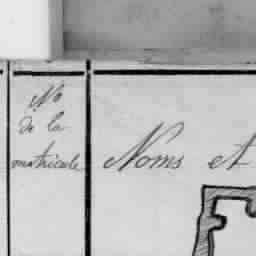 No
de la
matricule
Noms et